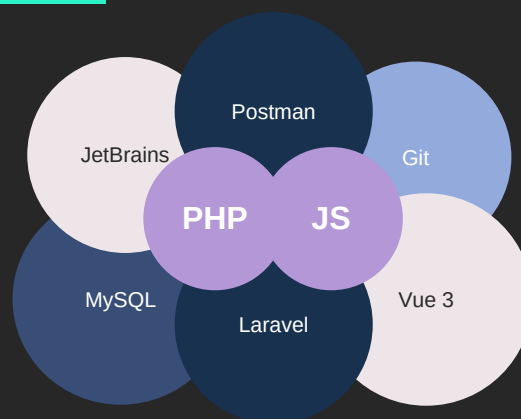 Postman
JetBrains
Git
PHP
JS
MySQL
Vue 3
Laravel